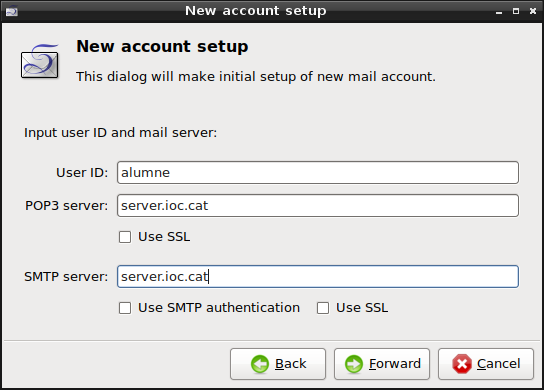 New account setup
New account setup
This dialog will make initial setup of new mail account.
Input user ID and mail server:
User ID: alumne
POP3 server: server.ioc.cat
Use SSL
SMTP server: server.ioc.cat
Use SMTP authentication Use SSL
Back Forward Cancel